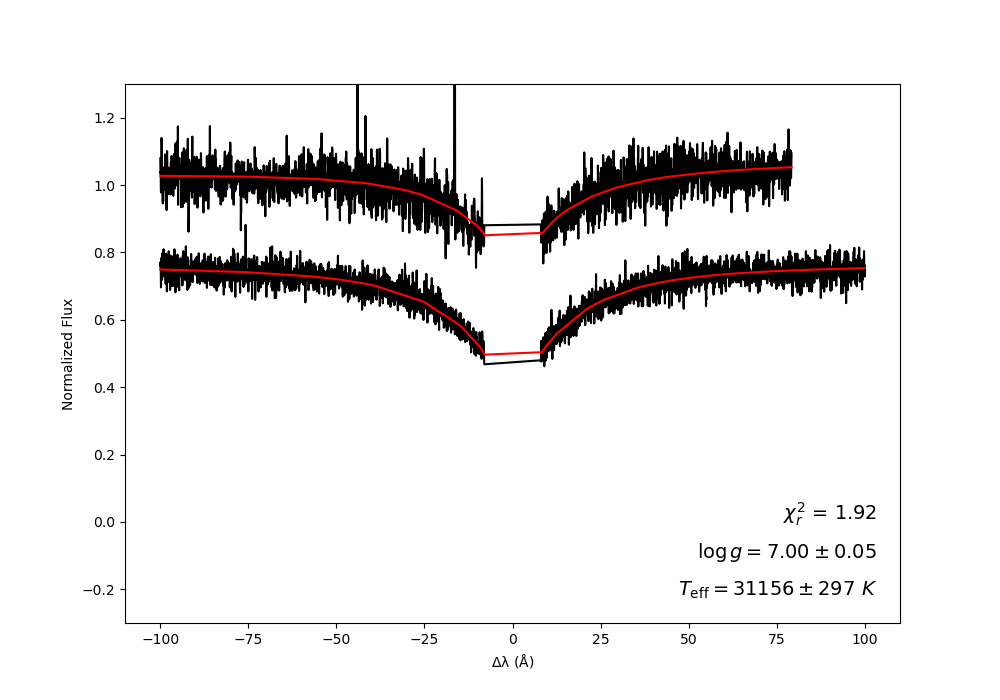 1.2
1.0
0.8
0.6
0.4
0.2
0.0
−0.2
Normalized Flux
χ²ᵣ = 1.92
log g = 7.00 ± 0.05
T_eff = 31156 ± 297 K
−100 −75 −50 −25 0 25 50 75 100
Δλ (Å)